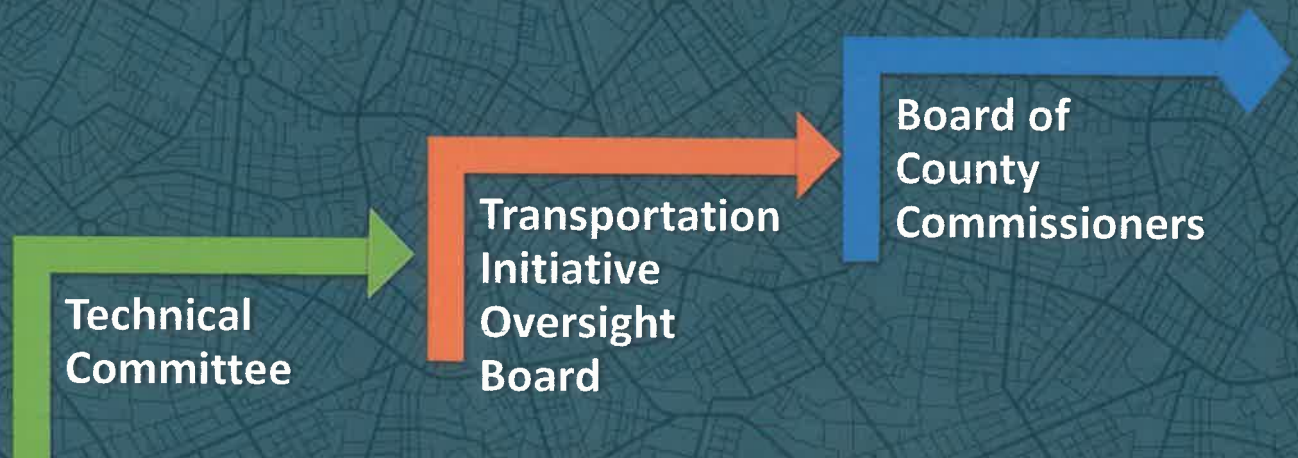 Technical
Committee
Transportation
Initiative
Oversight
Board
Board of
County
Commissioners